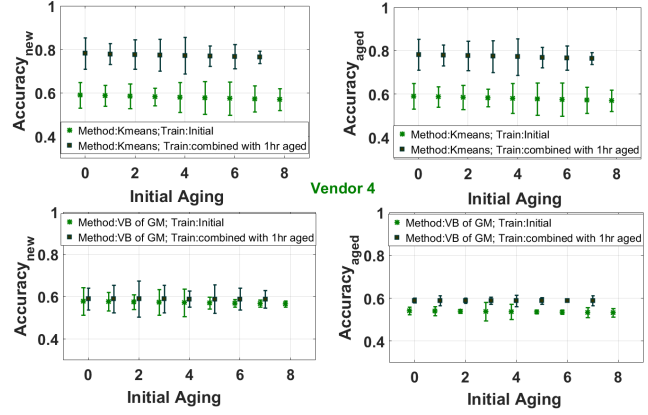 Accuracy_new
1
0.8
0.6
0.4
Method:Kmeans;Train:Initial
Method:Kmeans; Train:combined with 1hr aged
0 2 4 6 8
Initial Aging
Accuracy_aged
1
0.8
0.6
0.4
Method:Kmeans; Train:Initial
Method:Kmeans; Train:combined with 1hr aged
0 2 4 6 8
Initial Aging
Vendor 4
Accuracy_new
1
0.8
0.6
0.4
Method:VB of GM; Train:Initial
Method:VB of GM; Train:combined with 1hr aged
0 2 4 6 8
Initial Aging
Accuracy_aged
1
0.8
0.6
0.4
Method:VB of GM; Train:Initial
Method:VB of GM; Train:combined with 1hr aged
0 2 4 6 8
Initial Aging